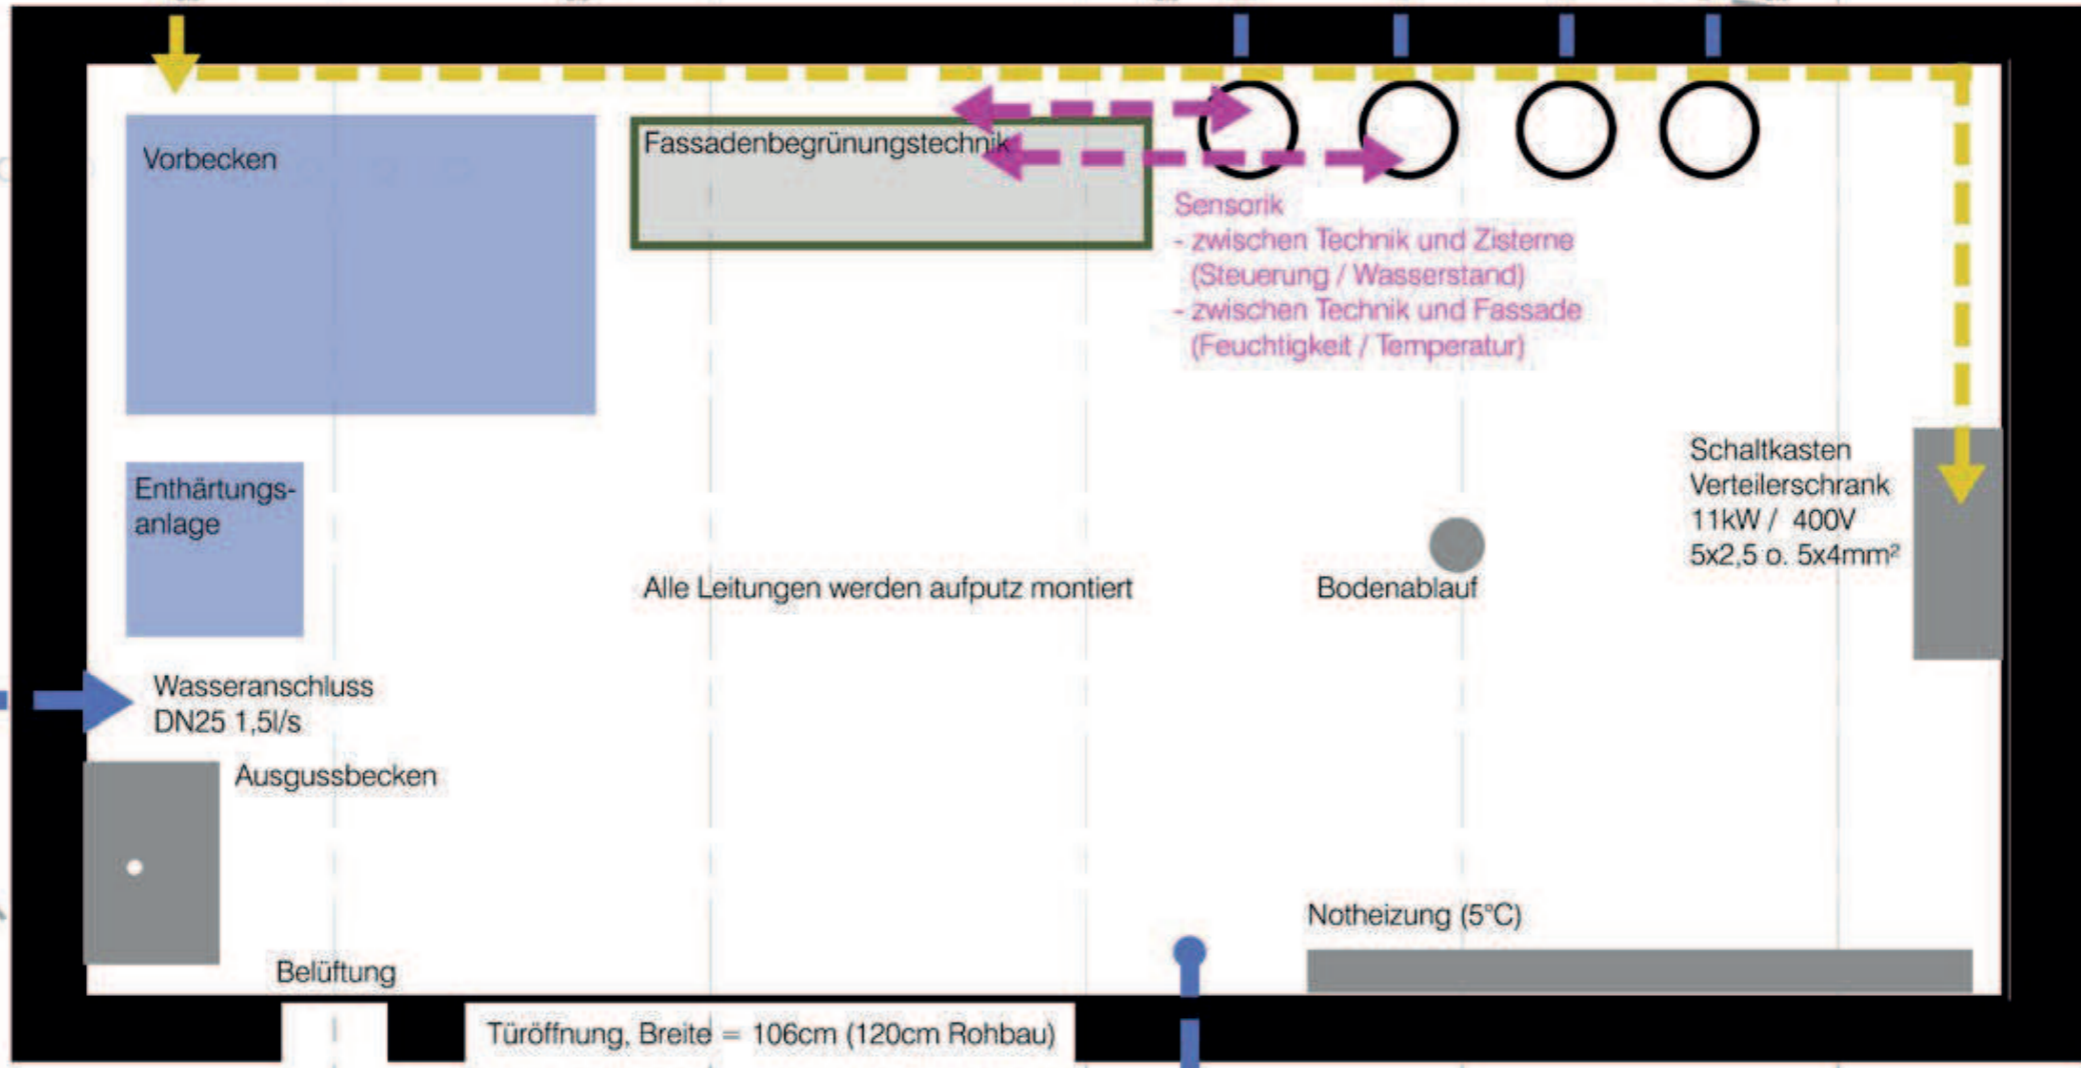 Vorbecken
Fassadenbegrünungstechnik
Sensorik
- zwischen Technik und Zisterne
(Steuerung / Wasserstand)
- zwischen Technik und Fassade
(Feuchtigkeit / Temperatur)
Schaltkasten
Verteilerschrank
11kW / 400V
5x2,5 o. 5x4mm²
Enthärtungs-
anlage
Alle Leitungen werden aufputz montiert
Bodenablauf
Wasseranschluss
DN25 1,5l/s
Ausgussbecken
Notheizung (5°C)
Belüftung
Türöffnung, Breite = 106cm (120cm Rohbau)